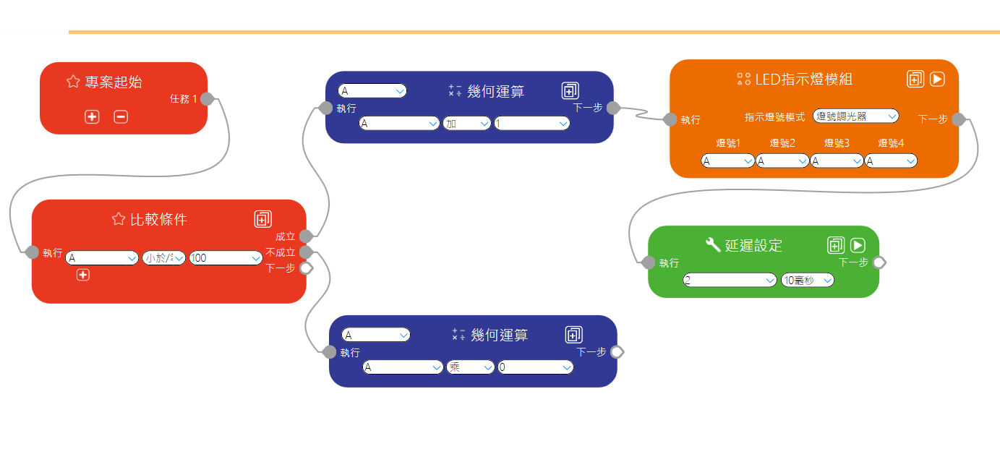 專案起始
任務 1
比較條件
成立
執行
A
小於/
100
不成立
下一步
A
幾何運算
執行
下一步
A
加
1
A
幾何運算
執行
下一步
A
乘
0
LED指示燈模組
執行
指示燈號模式
燈號調光器
下一步
燈號1 燈號2 燈號3 燈號4
A A A A
延遲設定
執行
下一步
2
10毫秒